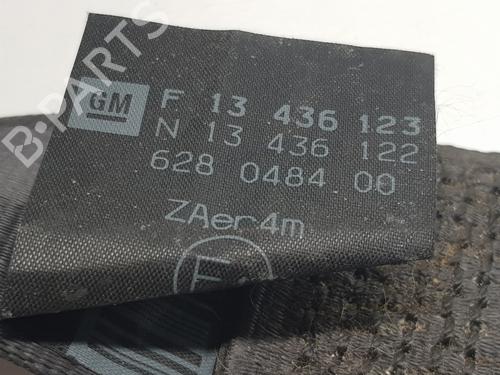 GM F 13 436 123
N 13 436 122
628 0484 00
ZAer4m
E
B-PARTS